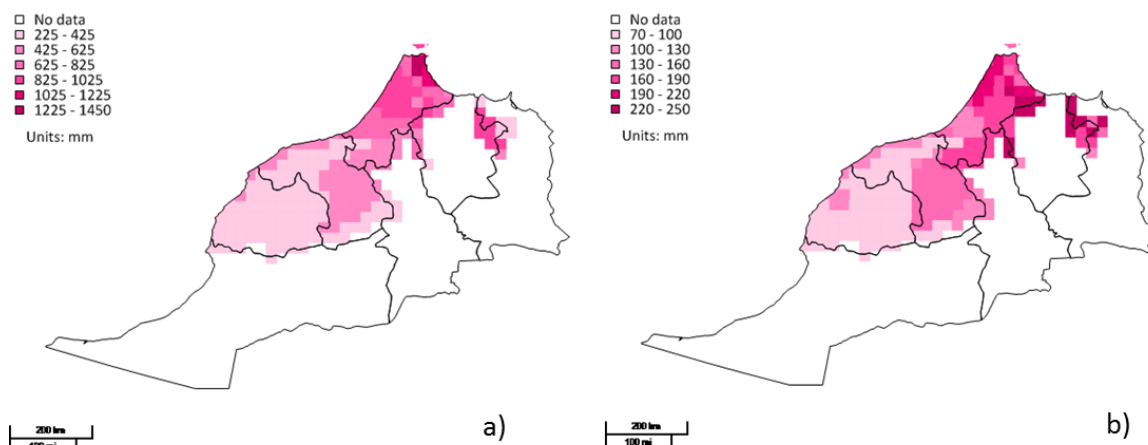 No data
225 - 425
425 - 625
625 - 825
825 - 1025
1025 - 1225
1225 - 1450
Units: mm
200 km
100 mi
a)
No data
70 - 100
100 - 130
130 - 160
160 - 190
190 - 220
220 - 250
Units: mm
200 km
100 mi
b)